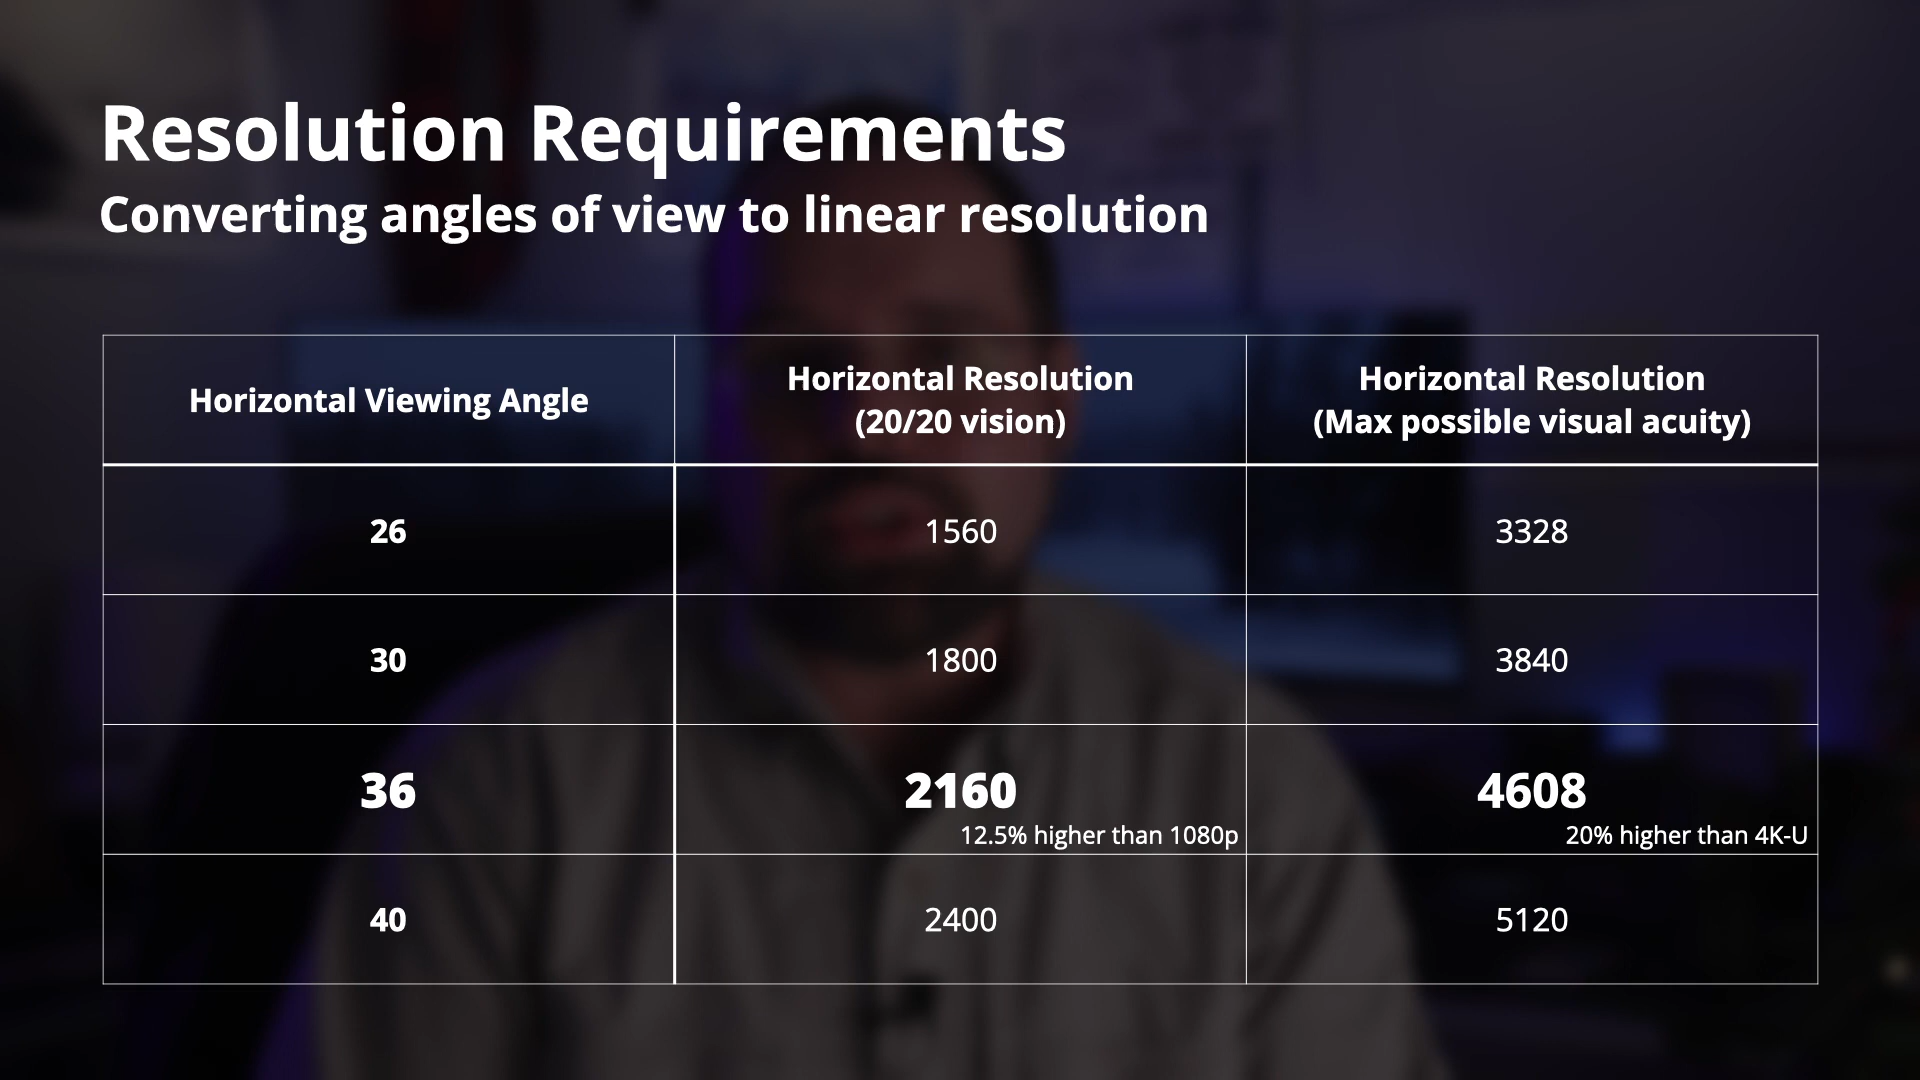 Resolution Requirements
Converting angles of view to linear resolution
Horizontal Viewing Angle
Horizontal Resolution
(20/20 vision)
Horizontal Resolution
(Max possible visual acuity)
26
1560
3328
30
1800
3840
36
2160
12.5% higher than 1080p
4608
20% higher than 4K-U
40
2400
5120